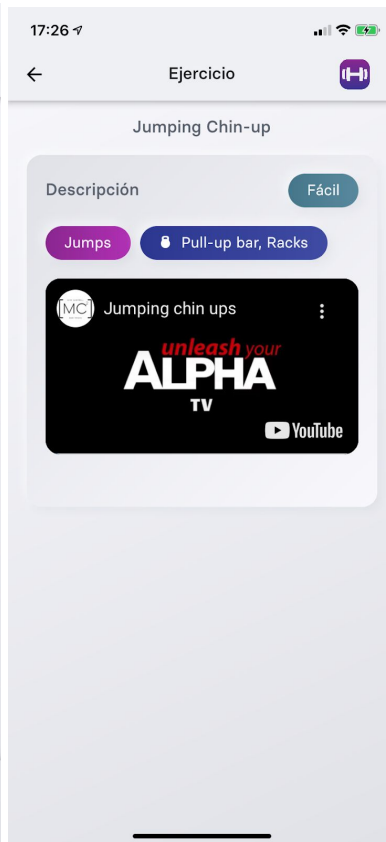 17:26
Ejercicio
Jumping Chin-up
Descripción
Fácil
Jumps
Pull-up bar, Racks
[MC]
Jumping chin ups
unleash your
ALPHA
TV
YouTube